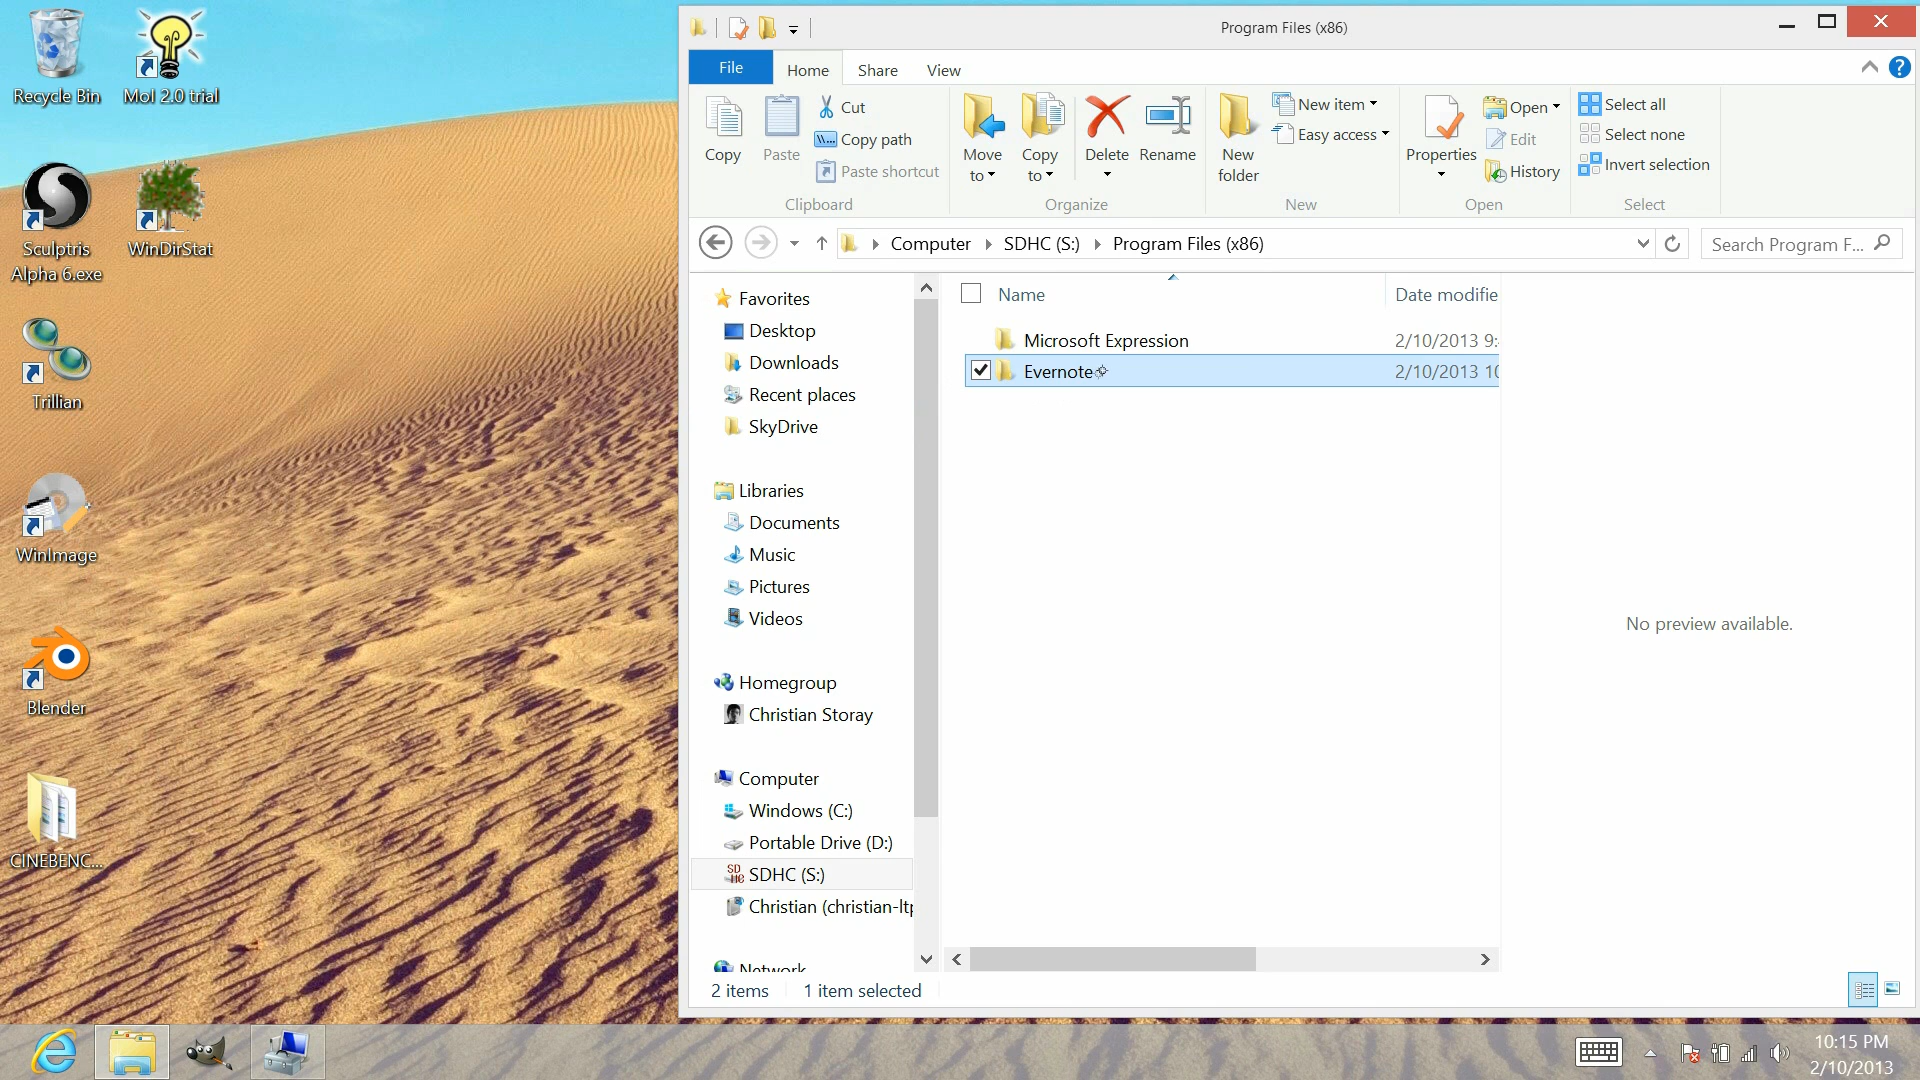 Recycle Bin
MoI 2.0 trial
Sculptris
Alpha 6.exe
WinDirStat
Trillian
WinImage
Blender
CINEBENC...
Program Files (x86)
File
Home
Share
View
Copy
Paste
Cut
Copy path
Paste shortcut
Clipboard
Move
to
Copy
to
Delete
Rename
Organize
New
folder
New item
Easy access
New
Properties
Open
Edit
History
Open
Select all
Select none
Invert selection
Select
Computer
SDHC (S:)
Program Files (x86)
Search Program F...
Favorites
Desktop
Downloads
Recent places
SkyDrive
Libraries
Documents
Music
Pictures
Videos
Homegroup
Christian Storay
Computer
Windows (C:)
Portable Drive (D:)
SDHC (S:)
Christian (christian-ltp
Network
Name
Date modifie
Microsoft Expression
2/10/2013 9:
Evernote
2/10/2013 10
No preview available.
2 items
1 item selected
10:15 PM
2/10/2013